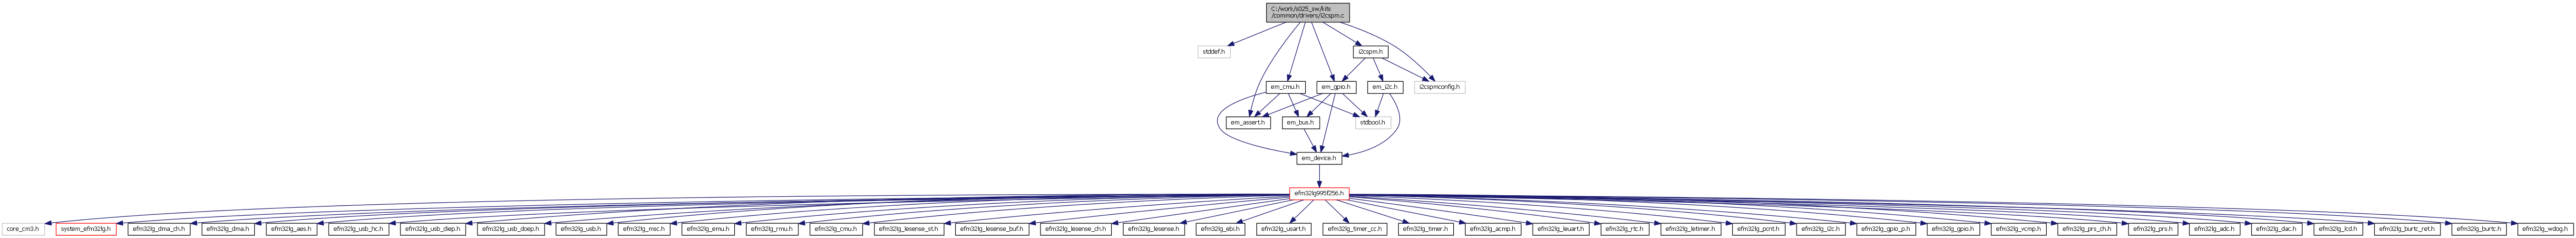 C:/work/s025_sw/kits
/common/drivers/i2cspm.c
stddef.h
i2cspm.h
em_cmu.h
em_gpio.h
em_i2c.h
i2cspmconfig.h
em_assert.h
em_bus.h
stdbool.h
em_device.h
efm32lg995f256.h
core_cm3.h
system_efm32lg.h
efm32lg_dma_ch.h
efm32lg_dma.h
efm32lg_aes.h
efm32lg_usb_hc.h
efm32lg_usb_diep.h
efm32lg_usb_doep.h
efm32lg_usb.h
efm32lg_msc.h
efm32lg_emu.h
efm32lg_rmu.h
efm32lg_cmu.h
efm32lg_lesense_st.h
efm32lg_lesense_buf.h
efm32lg_lesense_ch.h
efm32lg_lesense.h
efm32lg_ebi.h
efm32lg_usart.h
efm32lg_timer_cc.h
efm32lg_timer.h
efm32lg_acmp.h
efm32lg_leuart.h
efm32lg_rtc.h
efm32lg_letimer.h
efm32lg_pcnt.h
efm32lg_i2c.h
efm32lg_gpio_p.h
efm32lg_gpio.h
efm32lg_vcmp.h
efm32lg_prs_ch.h
efm32lg_prs.h
efm32lg_adc.h
efm32lg_dac.h
efm32lg_lcd.h
efm32lg_burtc_ret.h
efm32lg_burtc.h
efm32lg_wdog.h